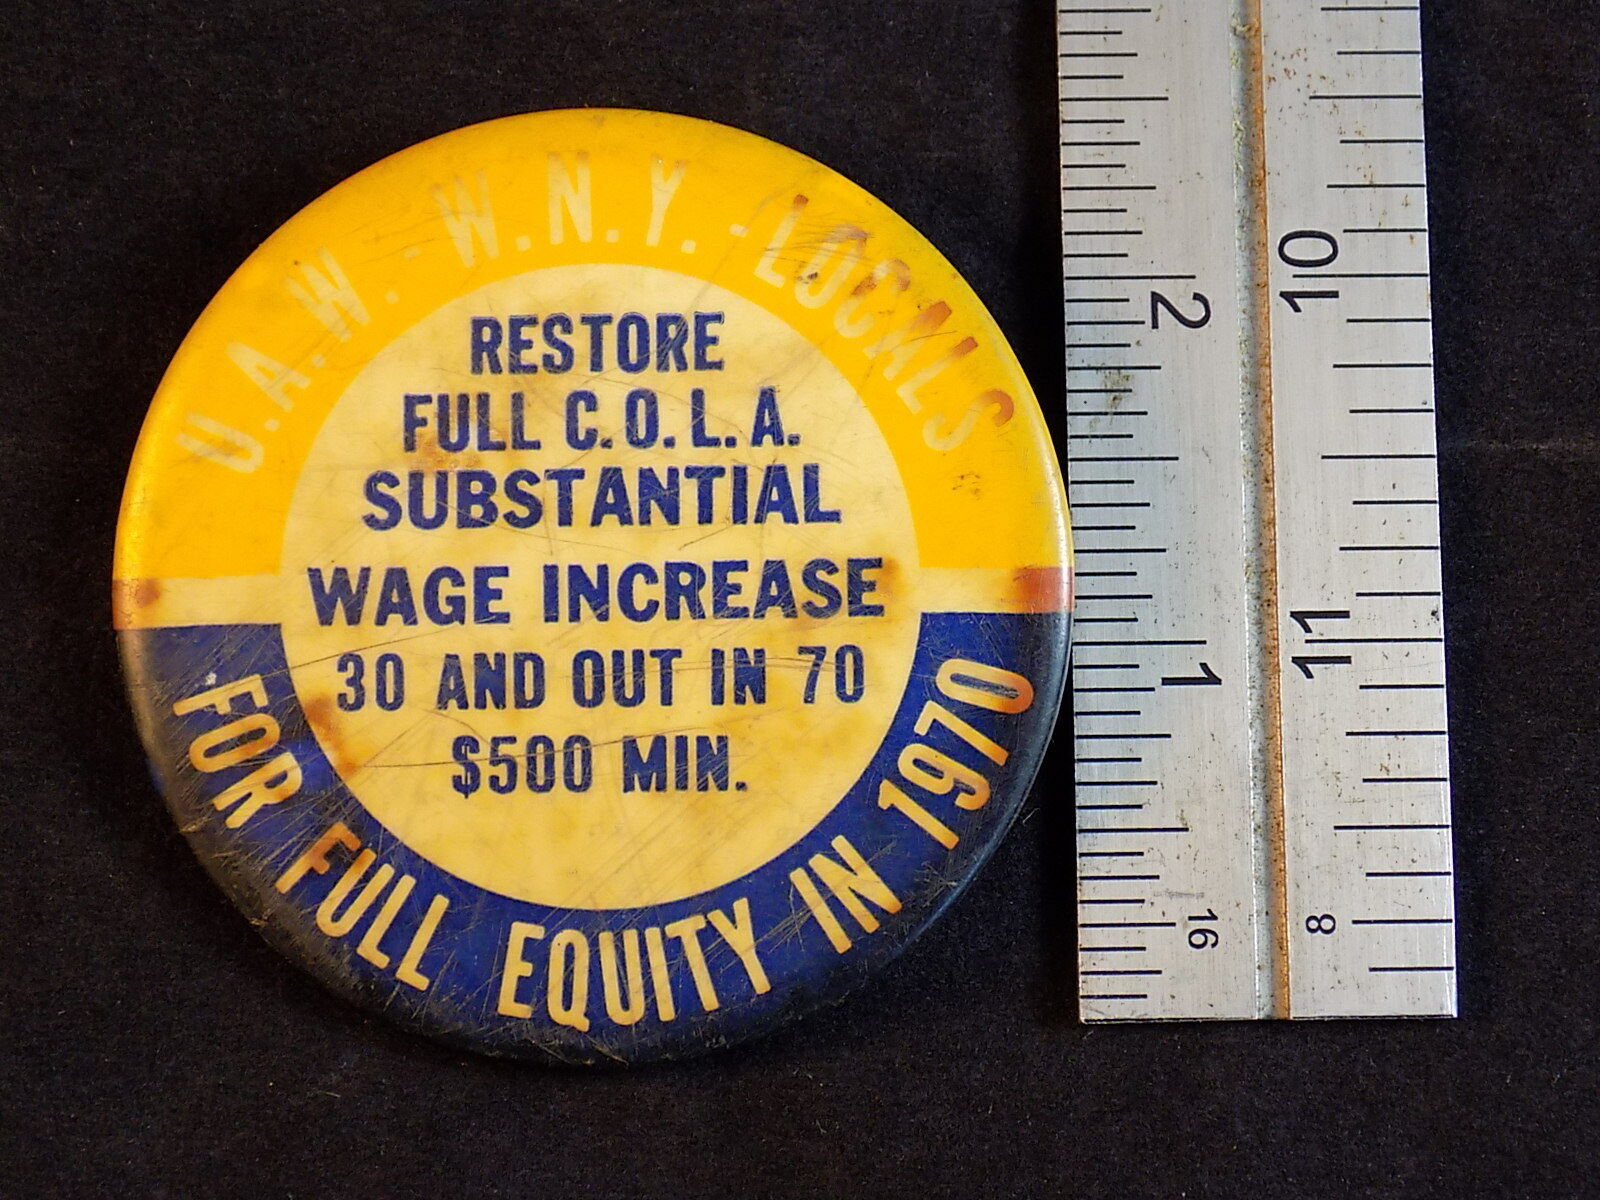 U.A.W. - W.N.Y. - LOCALS
RESTORE
FULL C.O.L.A.
SUBSTANTIAL
WAGE INCREASE
30 AND OUT IN 70
$500 MIN.
FOR FULL EQUITY IN 1970
2
1
16
10
11
8